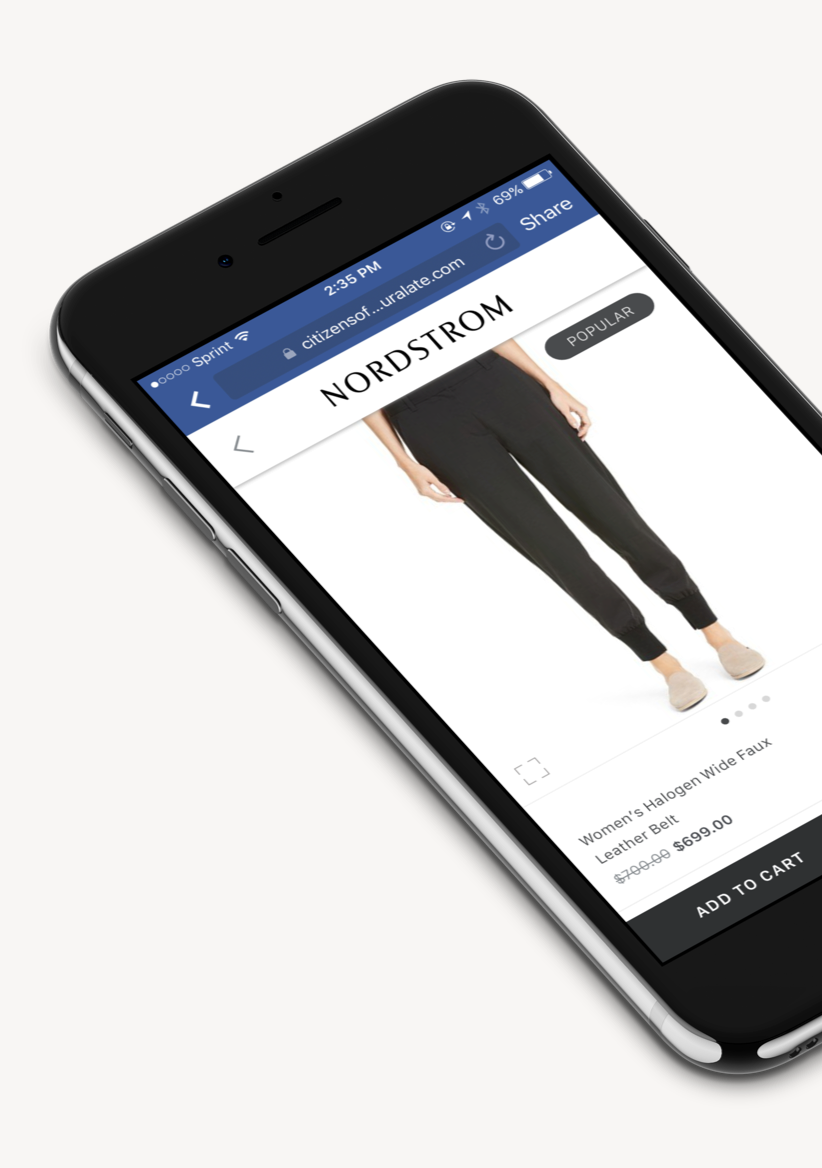 Sprint
2:35 PM
69%
citizensof...uralate.com
Share
NORDSTROM
POPULAR
Women's Halogen Wide Faux
Leather Belt
$700.00 $699.00
ADD TO CART